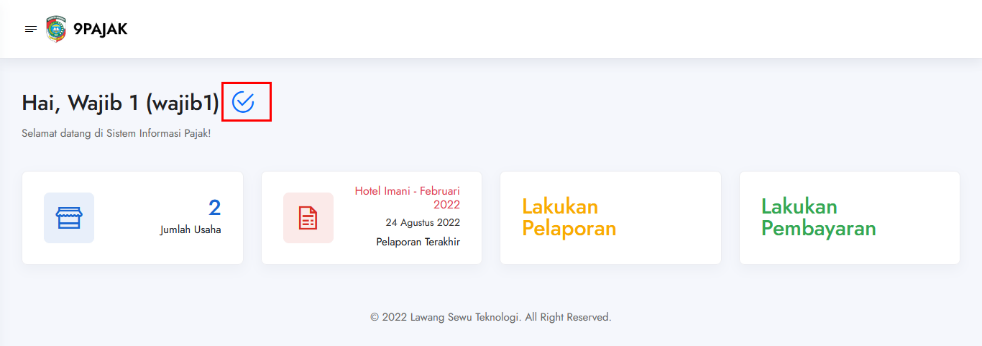 9PAJAK
Hai, Wajib 1 (wajib1)
Selamat datang di Sistem Informasi Pajak!
2
Jumlah Usaha
Hotel Imani - Februari
2022
24 Agustus 2022
Pelaporan Terakhir
Lakukan
Pelaporan
Lakukan
Pembayaran
© 2022 Lawang Sewu Teknologi. All Right Reserved.